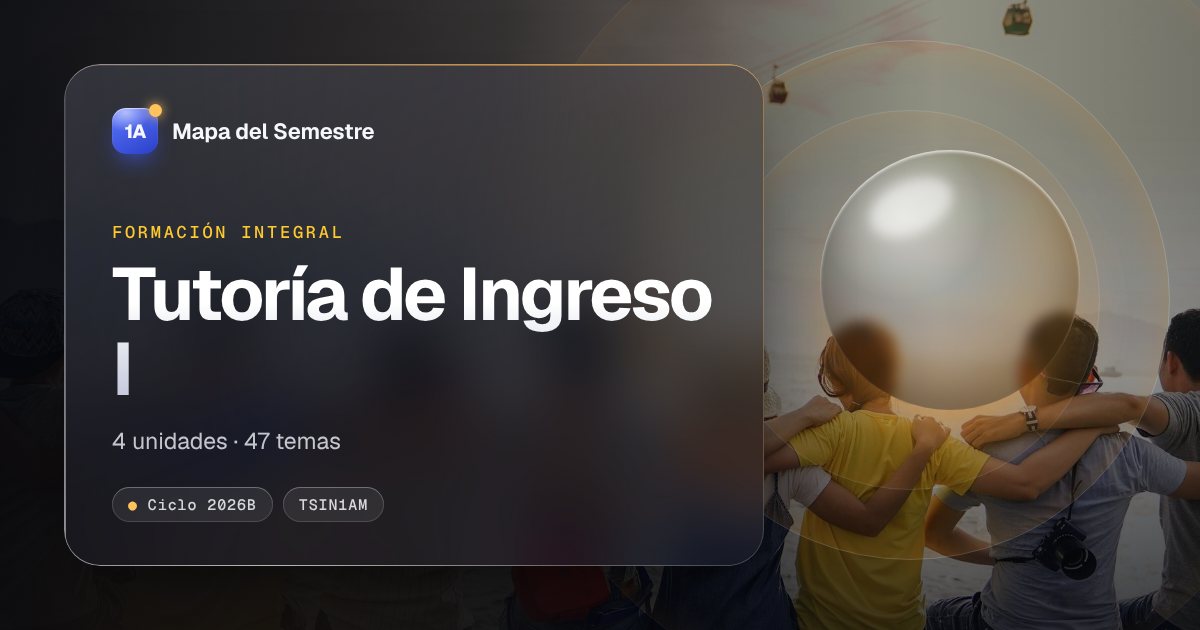 1A Mapa del Semestre
FORMACIÓN INTEGRAL
Tutoría de Ingreso
I
4 unidades · 47 temas
Ciclo 2026B TSIN1AM